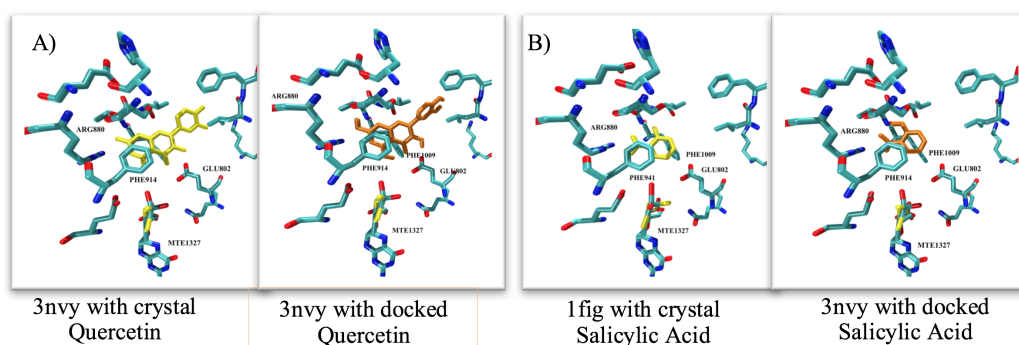 A)
ARG880
PHE914
GLU802
MTE1327
3nvy with crystal
Quercetin
ARG880
PHE1009
PHE914
GLU802
MTE1327
3nvy with docked
Quercetin
B)
ARG880
PHE1009
PHE941
GLU802
MTE1327
1fig with crystal
Salicylic Acid
ARG880
PHE1009
PHE914
GLU802
MTE1327
3nvy with docked
Salicylic Acid